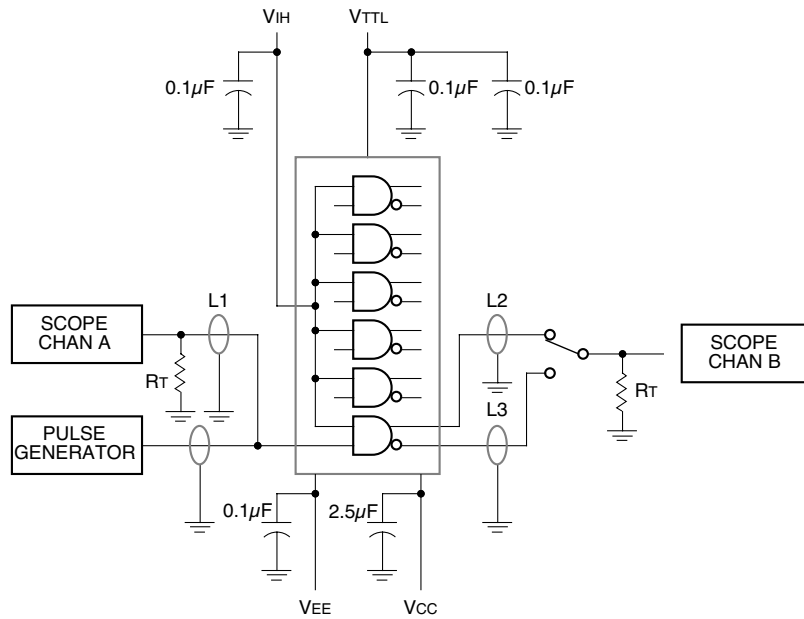 VIH
VTTL
0.1µF
0.1µF
0.1µF
L1
L2
SCOPE
CHAN A
SCOPE
CHAN B
RT
RT
L3
PULSE
GENERATOR
0.1µF
2.5µF
VEE
VCC